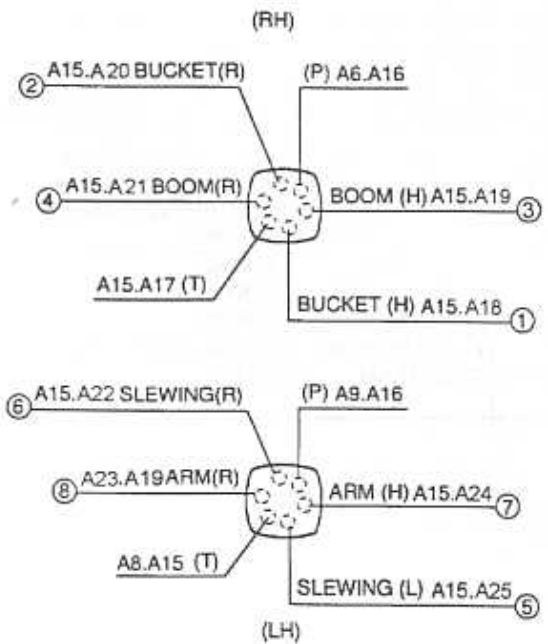 (RH)
② A15.A20 BUCKET(R)
(P) A6.A16
④ A15.A21 BOOM(R)
BOOM (H) A15.A19 ③
A15.A17 (T)
BUCKET (H) A15.A18 ①
⑥ A15.A22 SLEWING(R)
(P) A9.A16
⑧ A23.A19 ARM(R)
ARM (H) A15.A24 ⑦
A8.A15 (T)
SLEWING (L) A15.A25 ⑤
(LH)